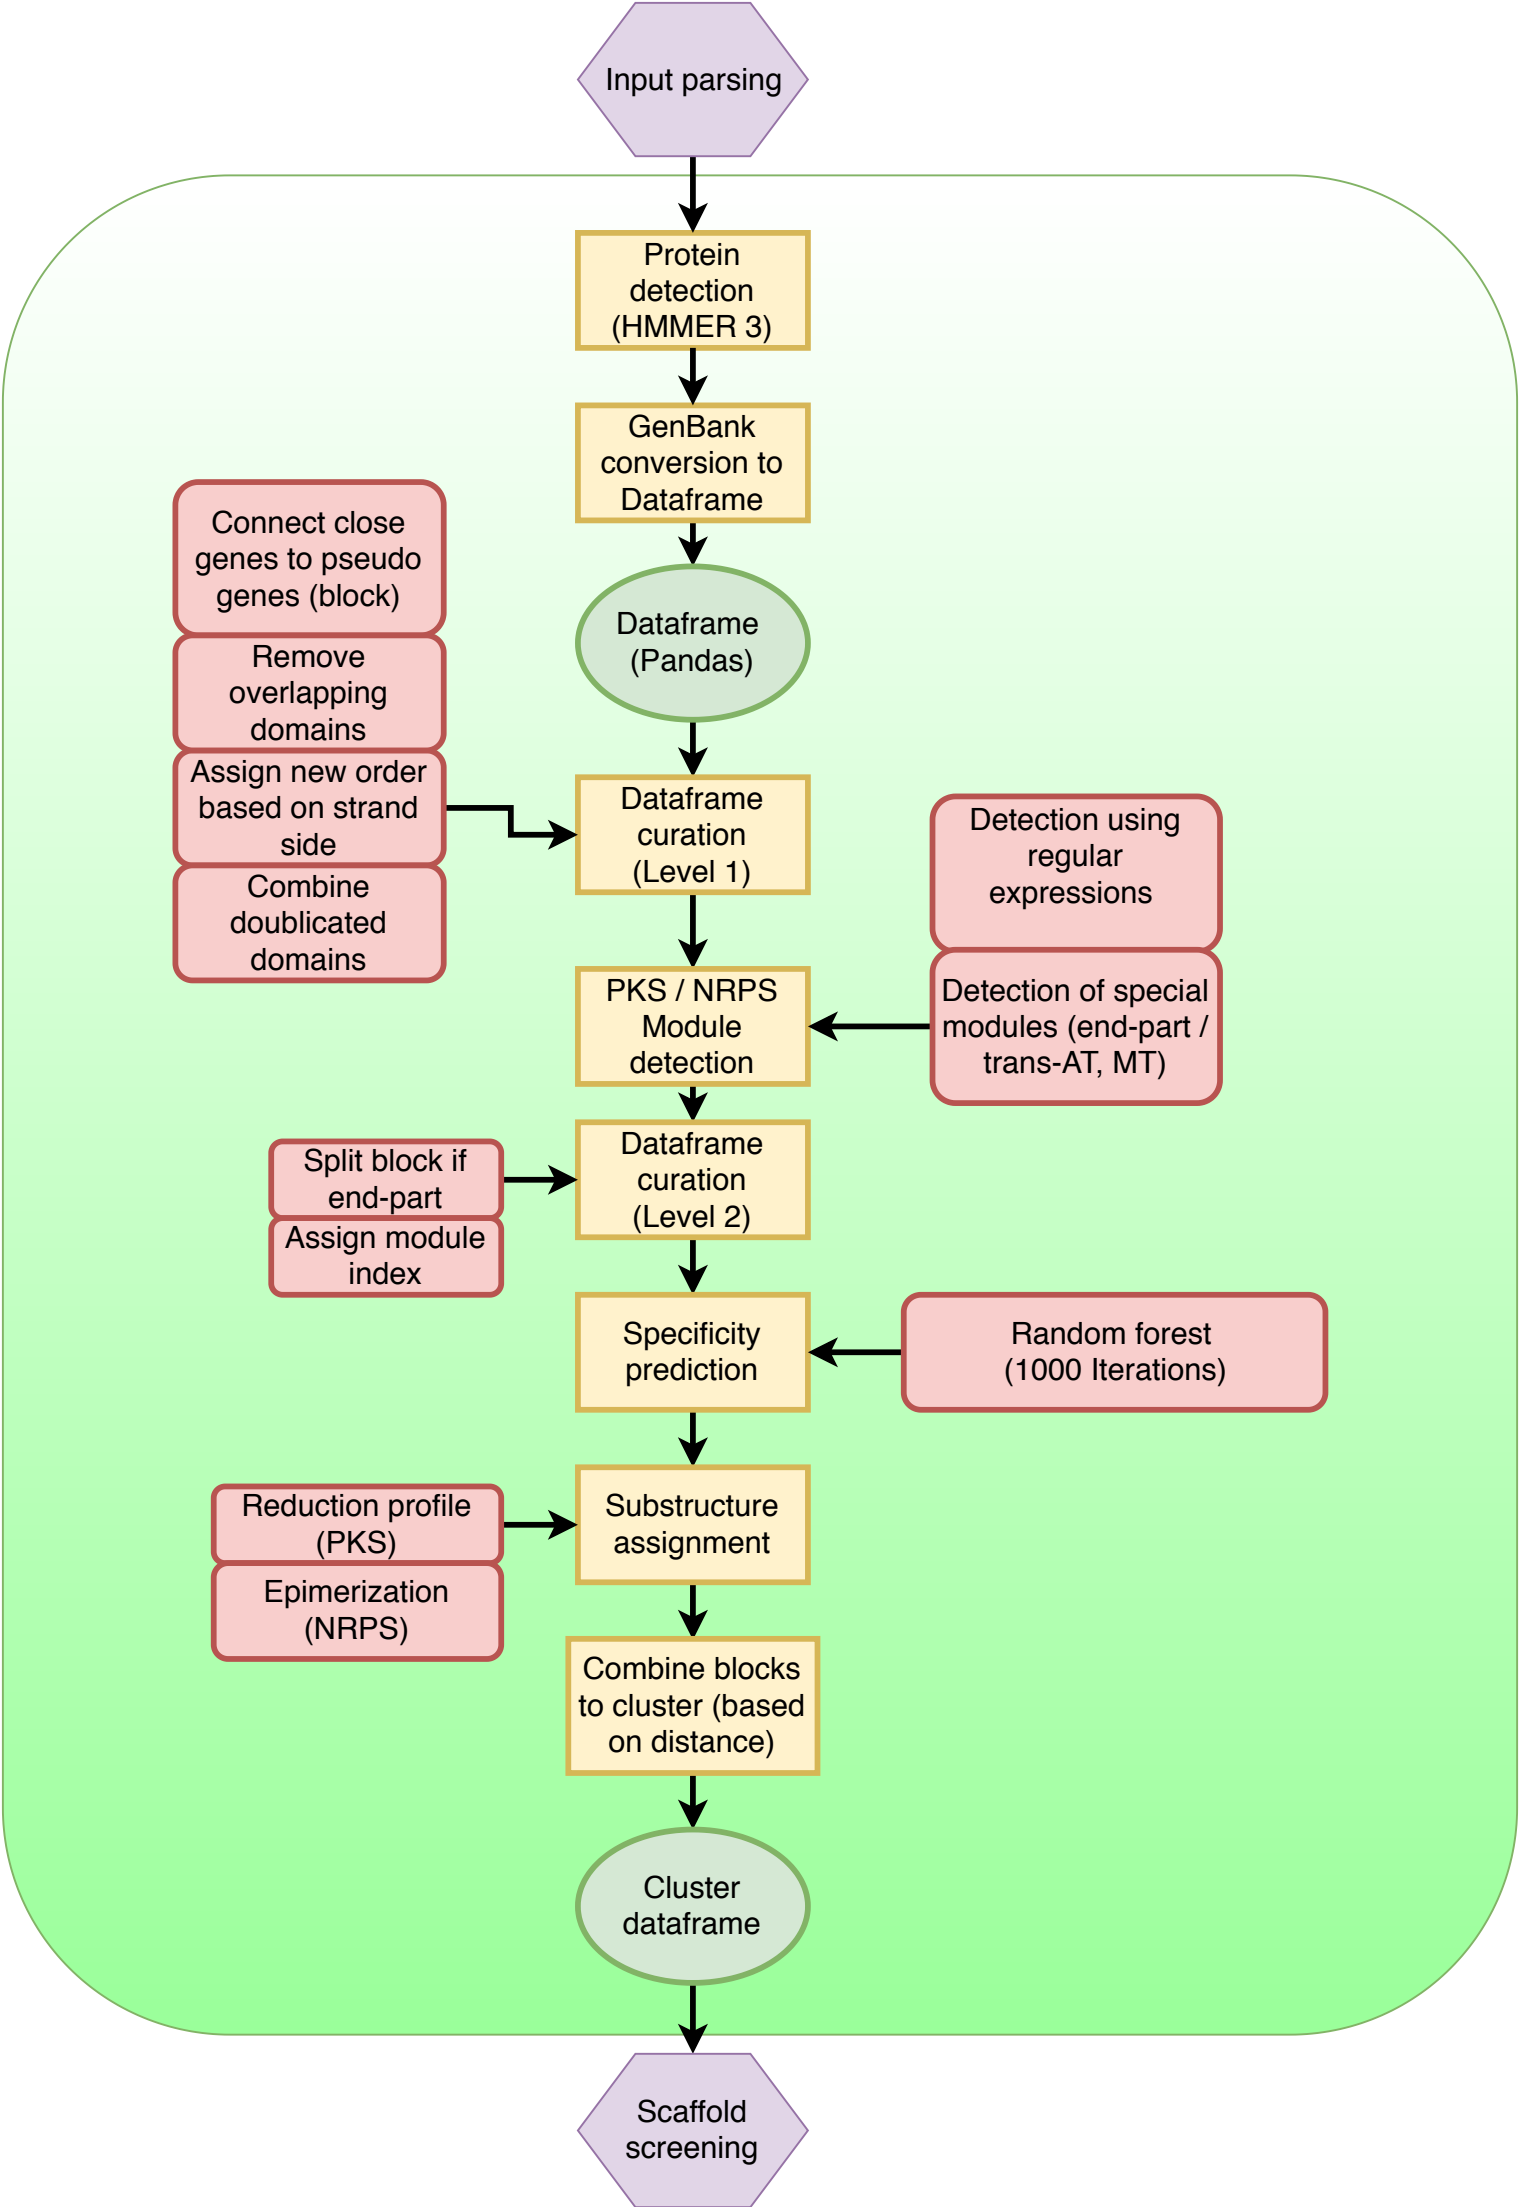 Input parsing
Protein
detection
(HMMER 3)
GenBank
conversion to
Dataframe
Connect close
genes to pseudo
genes (block)
Dataframe
(Pandas)
Remove
overlapping
domains
Assign new order
based on strand
side
Combine
doublicated
domains
Dataframe
curation
(Level 1)
Detection using
regular
expressions
PKS / NRPS
Module
detection
Detection of special
modules (end-part /
trans-AT, MT)
Split block if
end-part
Assign module
index
Dataframe
curation
(Level 2)
Specificity
prediction
Random forest
(1000 Iterations)
Reduction profile
(PKS)
Epimerization
(NRPS)
Substructure
assignment
Combine blocks
to cluster (based
on distance)
Cluster
dataframe
Scaffold
screening